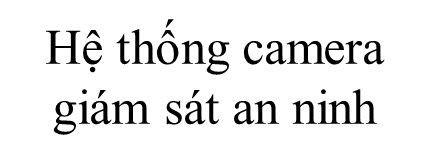 Hệ thống camera
giám sát an ninh